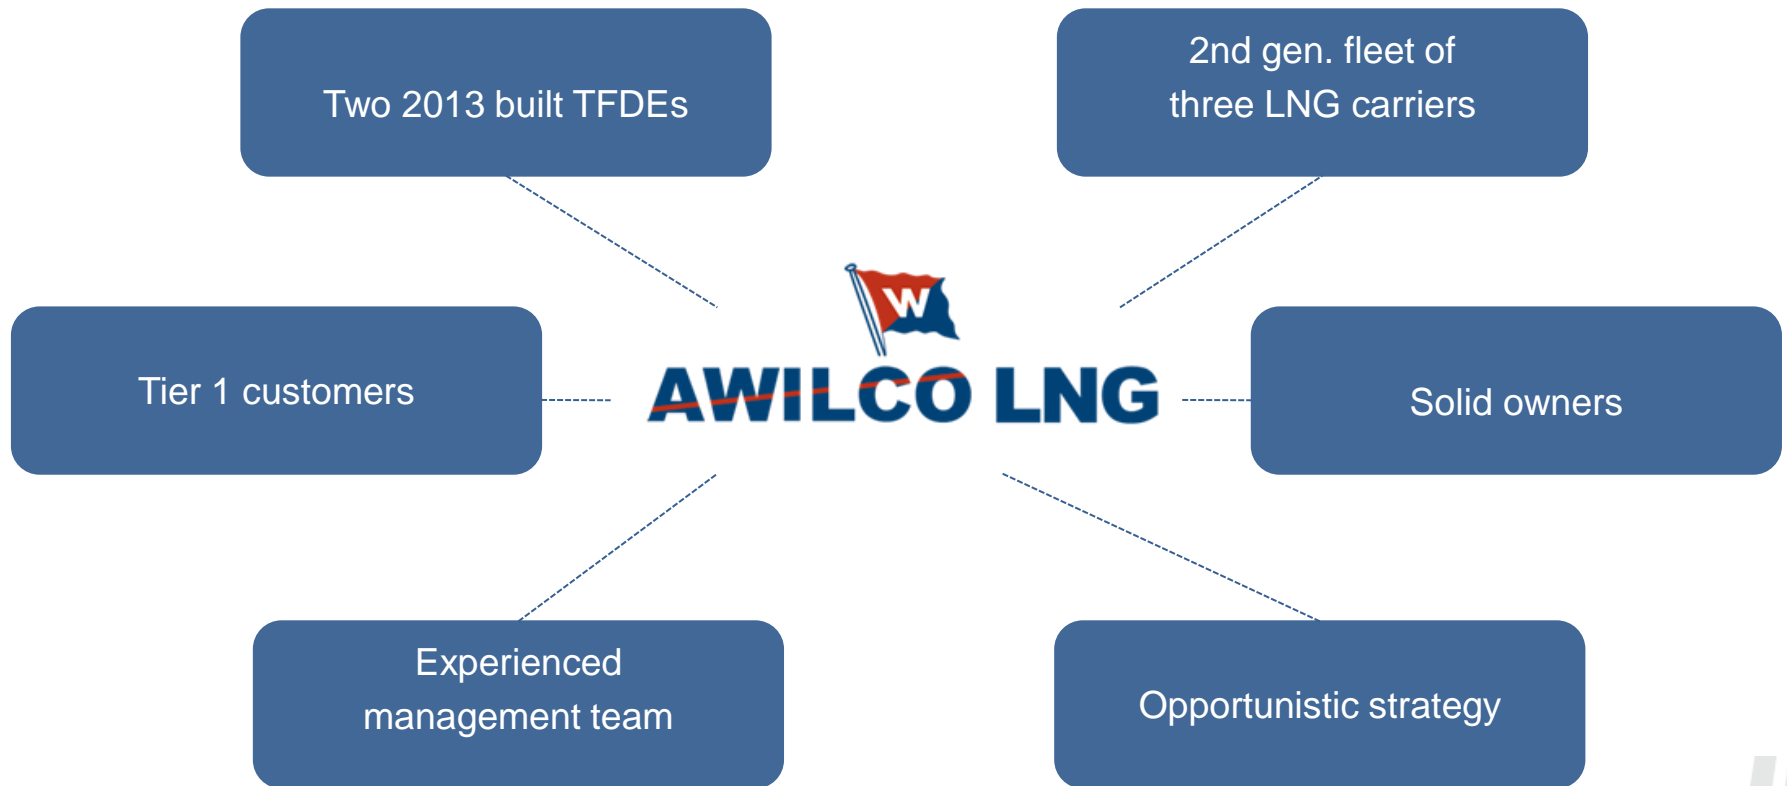 Two 2013 built TFDEs
2nd gen. fleet of
three LNG carriers
W
AWILCO LNG
Tier 1 customers
Solid owners
Experienced
management team
Opportunistic strategy